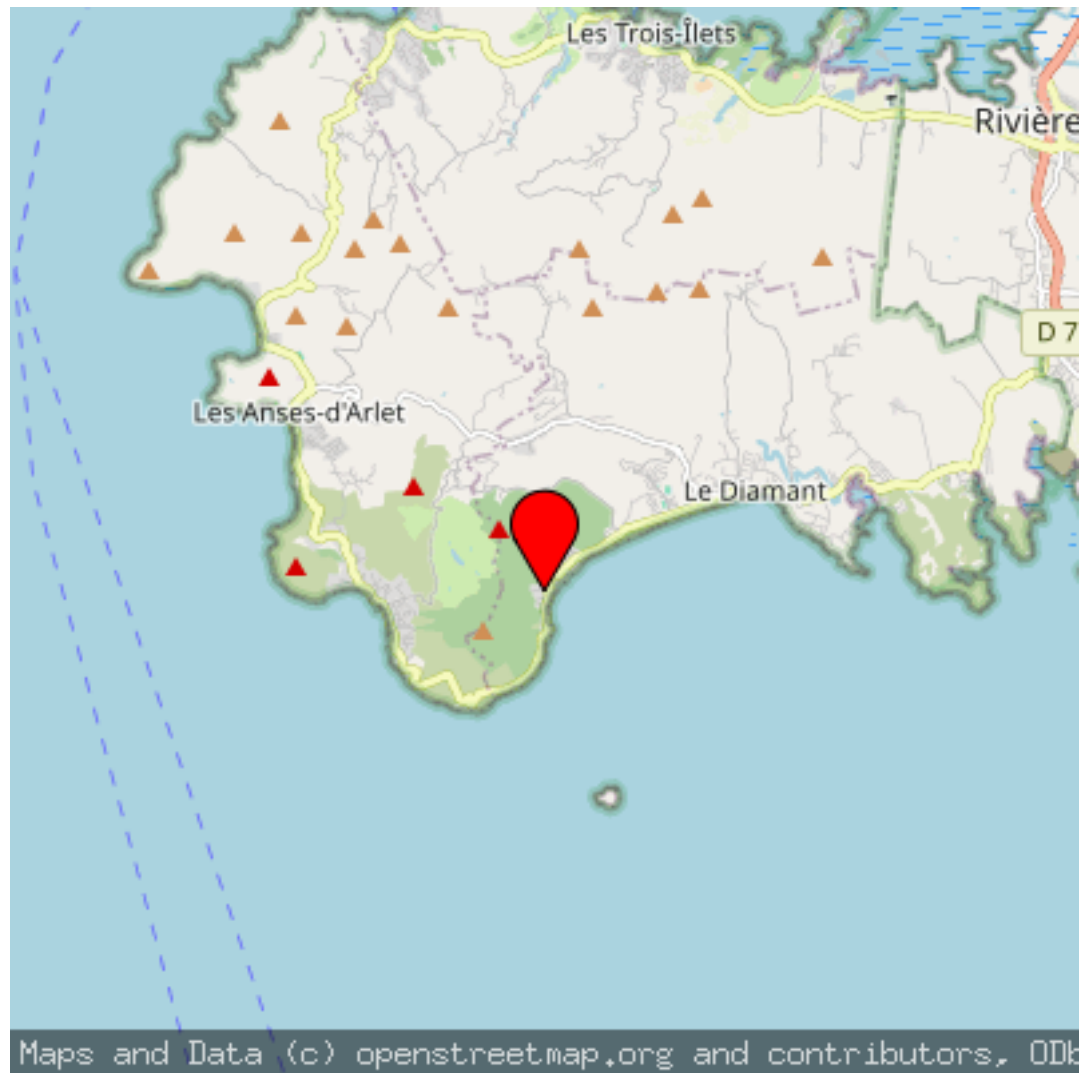 Les Trois-Îlets
Rivière
D 7
Les Anses-d'Arlet
Le Diamant
Maps and Data (c) openstreetmap.org and contributors, ODb